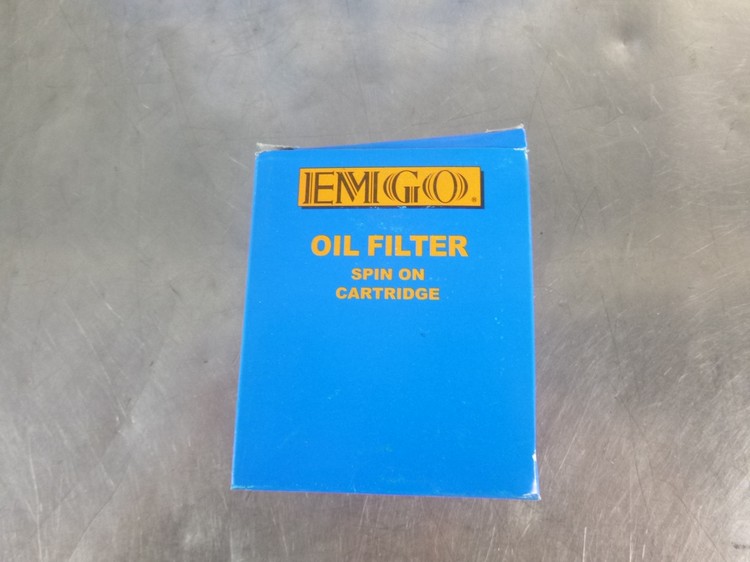 EMGO®
OIL FILTER
SPIN ON
CARTRIDGE